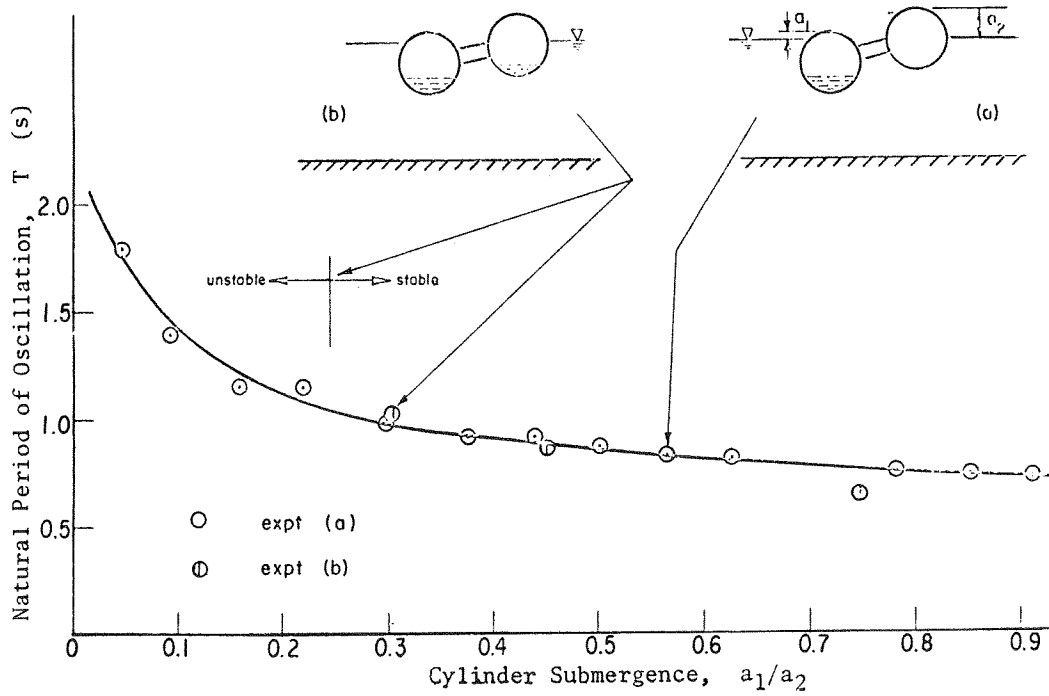 a1
a2
(b)
(a)
Natural Period of Oscillation, T (s)
2.0
1.5
1.0
0.5
unstable
stable
expt (a)
expt (b)
0
0.1
0.2
0.3
0.4
0.5
0.6
0.7
0.8
0.9
Cylinder Submergence, a1/a2